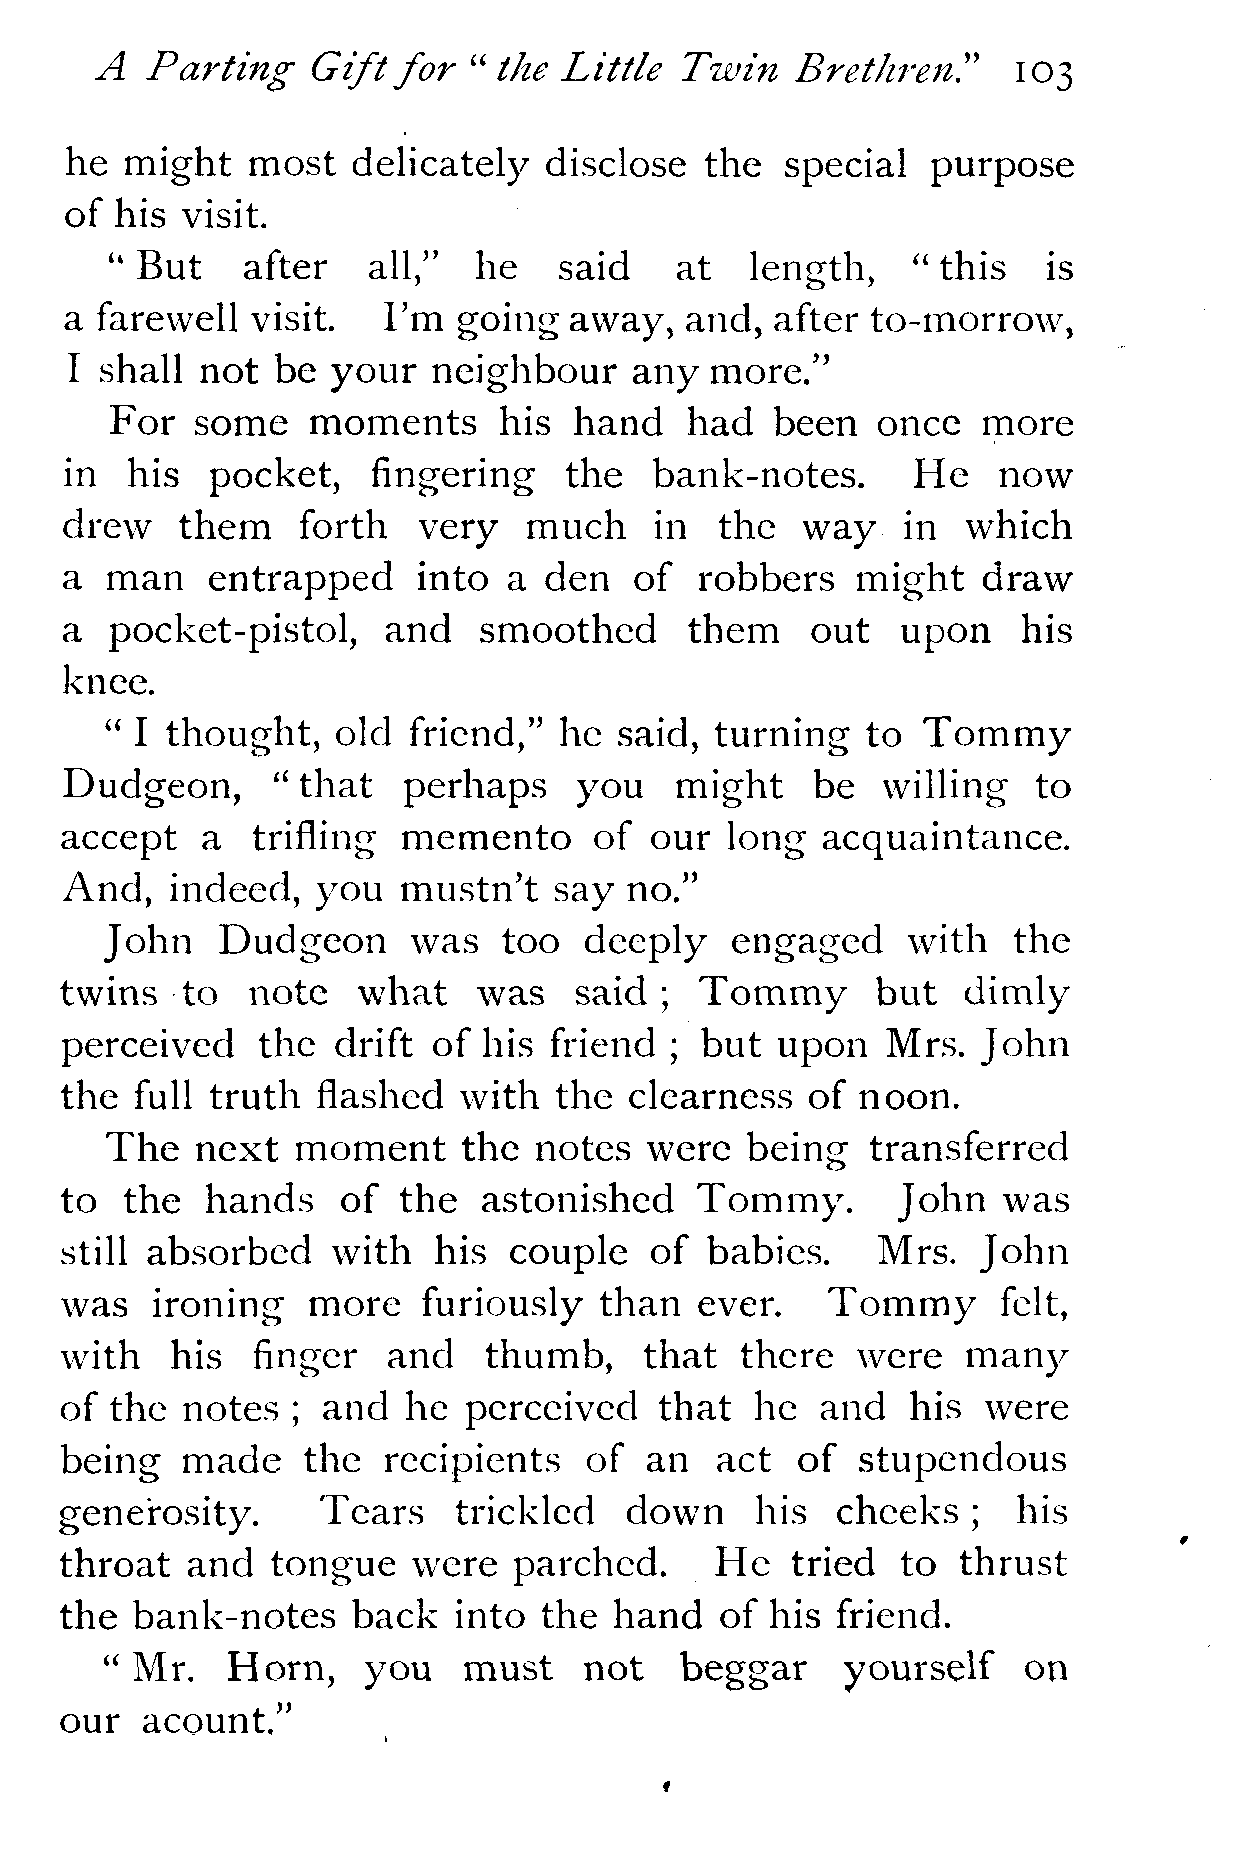 A Parting Gift for " the Little Twin Brethren." 103
he might most delicately disclose the special purpose
of his visit.
" But after all," he said at length, " this is
a farewell visit. I'm going away, and, after to-morrow,
I shall not be your neighbour any more."
For some moments his hand had been once more
in his pocket, fingering the bank-notes. He now
drew them forth very much in the way in which
a man entrapped into a den of robbers might draw
a pocket-pistol, and smoothed them out upon his
knee.
" I thought, old friend," he said, turning to Tommy
Dudgeon, " that perhaps you might be willing to
accept a trifling memento of our long acquaintance.
And, indeed, you mustn't say no."
John Dudgeon was too deeply engaged with the
twins to note what was said ; Tommy but dimly
perceived the drift of his friend ; but upon Mrs. John
the full truth flashed with the clearness of noon.
The next moment the notes were being transferred
to the hands of the astonished Tommy. John was
still absorbed with his couple of babies. Mrs. John
was ironing more furiously than ever. Tommy felt,
with his finger and thumb, that there were many
of the notes ; and he perceived that he and his were
being made the recipients of an act of stupendous
generosity. Tears trickled down his cheeks ; his
throat and tongue were parched. He tried to thrust
the bank-notes back into the hand of his friend.
" Mr. Horn, you must not beggar yourself on
our acount."